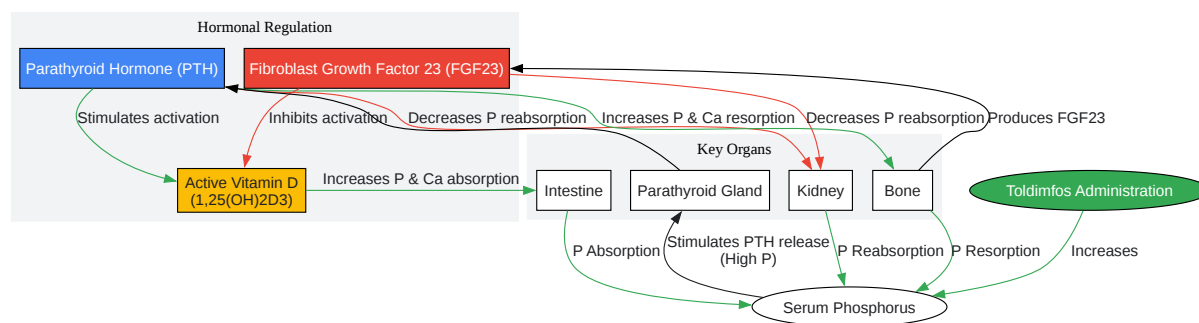 Hormonal Regulation
Parathyroid Hormone (PTH)
Fibroblast Growth Factor 23 (FGF23)
Stimulates activation
Inhibits activation
Decreases P reabsorption
Increases P & Ca resorption
Decreases P reabsorption
Produces FGF23
Key Organs
Active Vitamin D
(1,25(OH)2D3)
Increases P & Ca absorption
Intestine
Parathyroid Gland
Kidney
Bone
Toldimfos Administration
P Absorption
Stimulates PTH release
(High P)
P Reabsorption
P Resorption
Increases
Serum Phosphorus